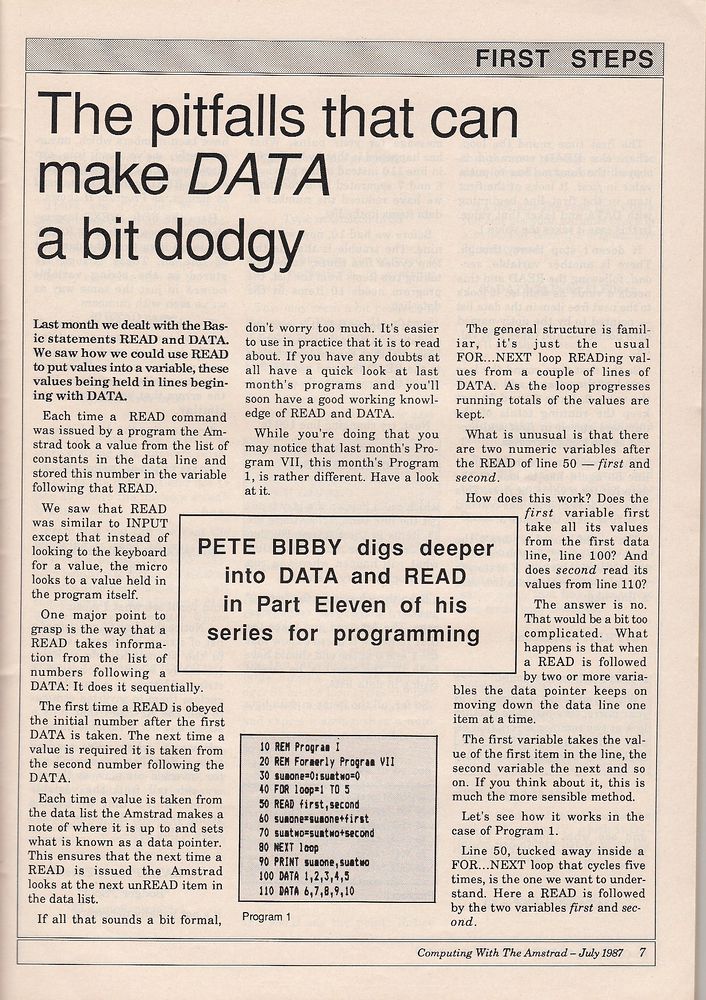 FIRST STEPS
The pitfalls that can
make DATA
a bit dodgy
Last month we dealt with the Bas-
ic statements READ and DATA.
We saw how we could use READ
to put values into a variable, these
values being held in lines begin-
ing with DATA.
Each time a READ command
was issued by a program the Am-
strad took a value from the list of
constants in the data line and
stored this number in the variable
following that READ.
We saw that READ
was similar to INPUT
except that instead of
looking to the keyboard
for a value, the micro
looks to a value held in
the program itself.
One major point to
grasp is the way that a
READ takes informa-
tion from the list of
numbers following a
DATA: It does it sequentially.
The first time a READ is obeyed
the initial number after the first
DATA is taken. The next time a
value is required it is taken from
the second number following the
DATA.
Each time a value is taken from
the data list the Amstrad makes a
note of where it is up to and sets
what is known as a data pointer.
This ensures that the next time a
READ is issued the Amstrad
looks at the next unREAD item in
the data list.
If all that sounds a bit formal,
don't worry too much. It's easier
to use in practice that it is to read
about. If you have any doubts at
all have a quick look at last
month's programs and you'll
soon have a good working knowl-
edge of READ and DATA.
While you're doing that you
may notice that last month's Pro-
gram VII, this month's Program
1, is rather different. Have a look
at it.
PETE BIBBY digs deeper
into DATA and READ
in Part Eleven of his
series for programming
10 REM Program I
20 REM Formerly Program VII
30 sumone=0:sumtwo=0
40 FOR loop=1 TO 5
50 READ first,second
60 sumone=sumone+first
70 sumtwo=sumtwo+second
80 NEXT loop
90 PRINT sumone,sumtwo
100 DATA 1,2,3,4,5
110 DATA 6,7,8,9,10
Program 1
The general structure is famil-
iar, it's just the usual
FOR...NEXT loop READing val-
ues from a couple of lines of
DATA. As the loop progresses
running totals of the values are
kept.
What is unusual is that there
are two numeric variables after
the READ of line 50 — first and
second.
How does this work? Does the
first variable first
take all its values
from the first data
line, line 100? And
does second read its
values from line 110?
The answer is no.
That would be a bit too
complicated. What
happens is that when
a READ is followed
by two or more varia-
bles the data pointer keeps on
moving down the data line one
item at a time.
The first variable takes the val-
ue of the first item in the line, the
second variable the next and so
on. If you think about it, this is
much the more sensible method.
Let's see how it works in the
case of Program 1.
Line 50, tucked away inside a
FOR...NEXT loop that cycles five
times, is the one we want to under-
stand. Here a READ is followed
by the two variables first and sec-
ond.
Computing With The Amstrad – July 1987 7